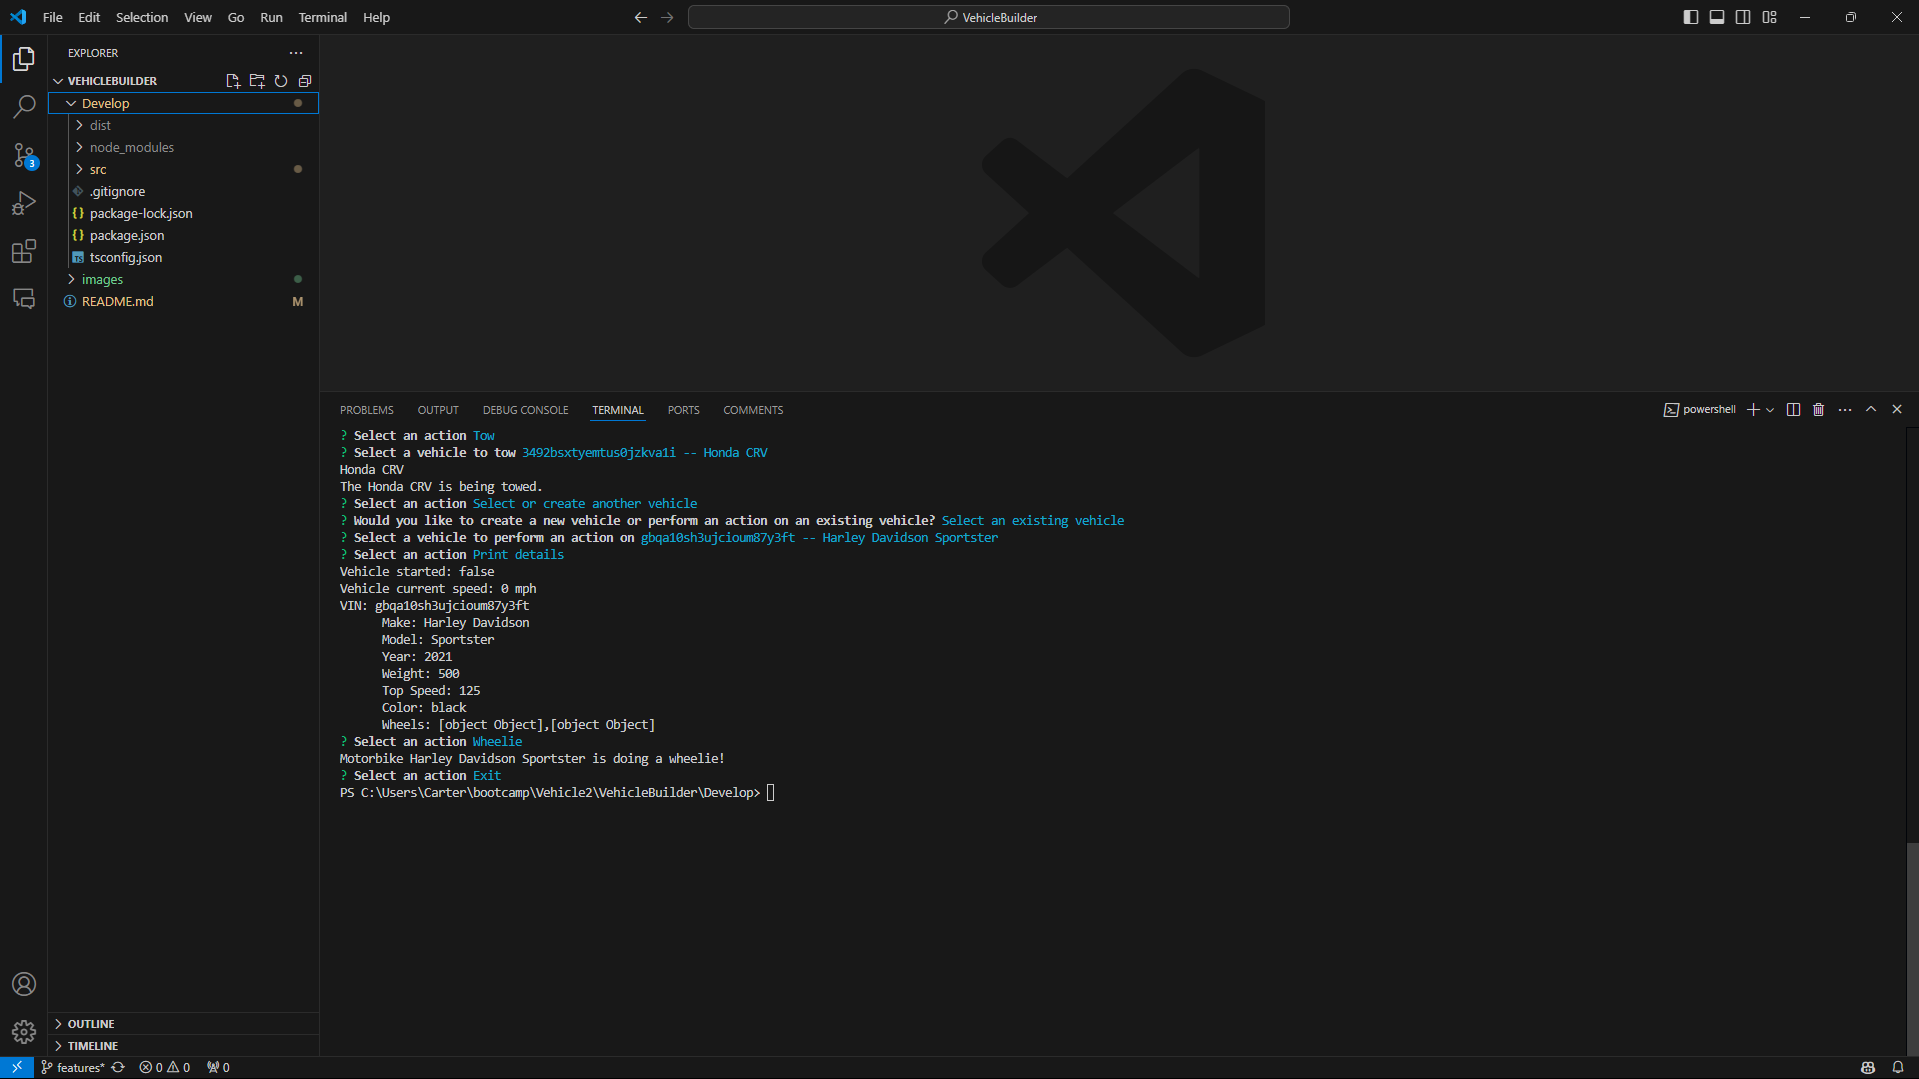 File Edit Selection View Go Run Terminal Help
VehicleBuilder
EXPLORER
VEHICLEBUILDER
Develop
dist
node_modules
src
.gitignore
package-lock.json
package.json
tsconfig.json
images
README.md M
3
PROBLEMS OUTPUT DEBUG CONSOLE TERMINAL PORTS COMMENTS
powershell
? Select an action Tow
? Select a vehicle to tow 3492bsxtyemtus0jzkva1i -- Honda CRV
Honda CRV
The Honda CRV is being towed.
? Select an action Select or create another vehicle
? Would you like to create a new vehicle or perform an action on an existing vehicle? Select an existing vehicle
? Select a vehicle to perform an action on gbqa10sh3ujcioum87y3ft -- Harley Davidson Sportster
? Select an action Print details
Vehicle started: false
Vehicle current speed: 0 mph
VIN: gbqa10sh3ujcioum87y3ft
Make: Harley Davidson
Model: Sportster
Year: 2021
Weight: 500
Top Speed: 125
Color: black
Wheels: [object Object],[object Object]
? Select an action Wheelie
Motorbike Harley Davidson Sportster is doing a wheelie!
? Select an action Exit
PS C:\Users\Carter\bootcamp\Vehicle2\VehicleBuilder\Develop>
OUTLINE
TIMELINE
features* 0 0 0